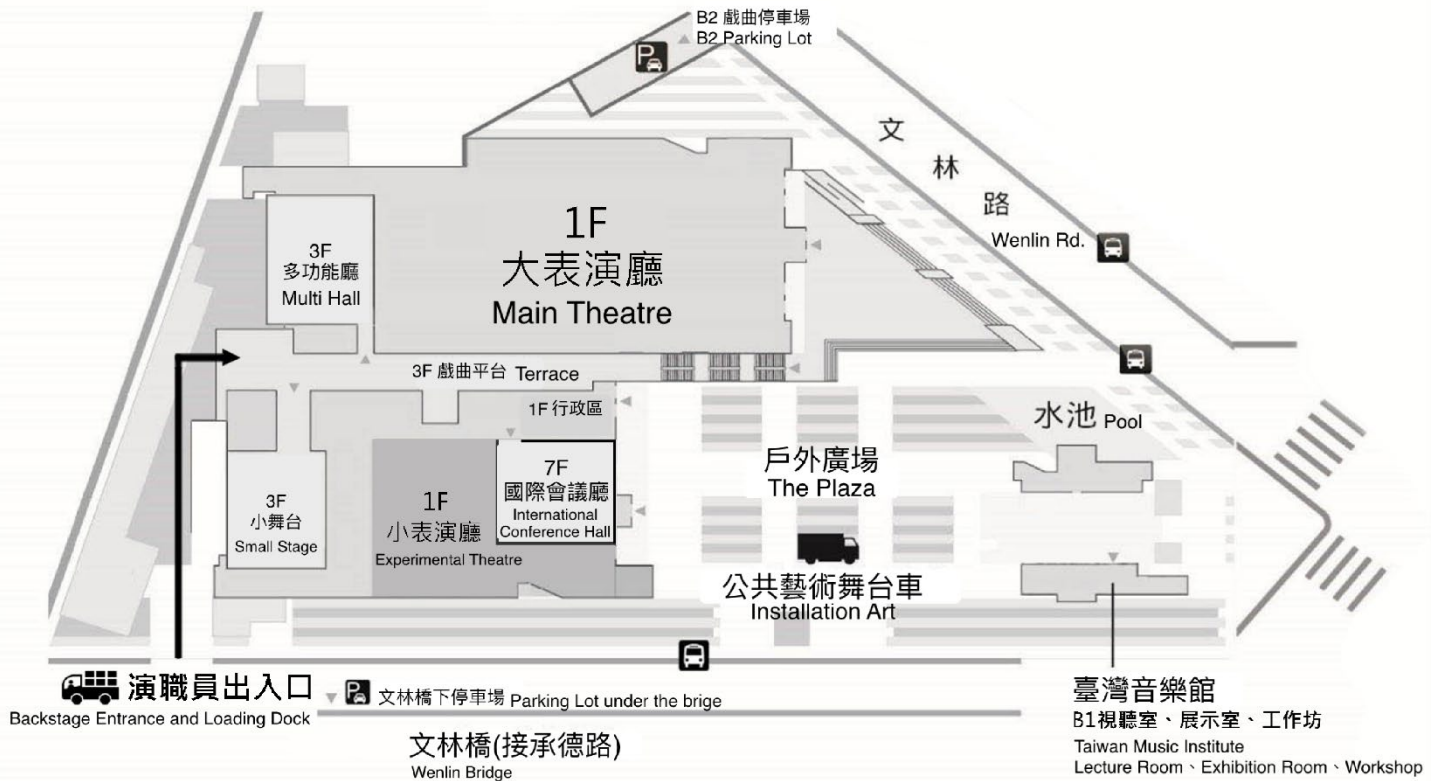 B2 戲曲停車場
B2 Parking Lot
P
文
林
路
Wenlin Rd.
1F
大表演廳
Main Theatre
3F
多功能廳
Multi Hall
3F 戲曲平台 Terrace
1F 行政區
水池 Pool
戶外廣場
The Plaza
7F
國際會議廳
International
Conference Hall
1F
小表演廳
Experimental Theatre
3F
小舞台
Small Stage
公共藝術舞台車
Installation Art
演職員出入口
Backstage Entrance and Loading Dock
P 文林橋下停車場 Parking Lot under the brige
文林橋(接承德路)
Wenlin Bridge
臺灣音樂館
B1視聽室、展示室、工作坊
Taiwan Music Institute
Lecture Room、Exhibition Room、Workshop